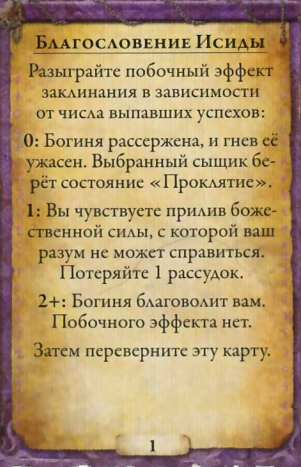 Благословение Исиды
Разыграйте побочный эффект
заклинания в зависимости
от числа выпавших успехов:
0: Богиня рассержена, и гнев её
ужасен. Выбранный сыщик бе-
рёт состояние «Проклятие».
1: Вы чувствуете прилив боже-
ственной силы, с которой ваш
разум не может справиться.
Потеряйте 1 рассудок.
2+: Богиня благоволит вам.
Побочного эффекта нет.
Затем переверните эту карту.
1